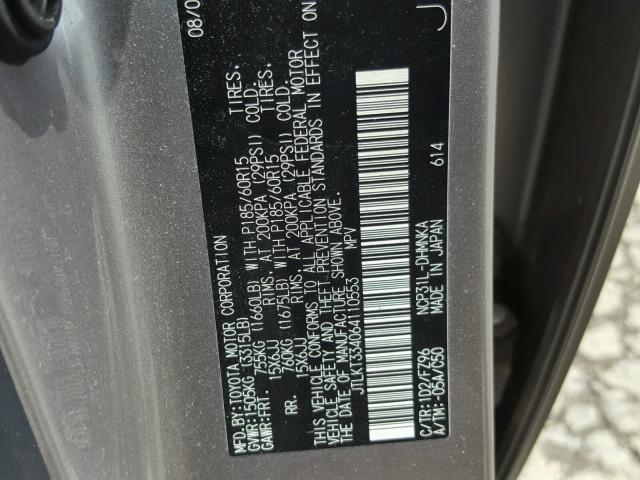 MFD.BY:TOYOTA MOTOR CORPORATION 08/0
GVWR:1505KG (3315LB)
GAWR:FRT. 755KG (1660LB) WITH P185/60R15 TIRES.
15X6JJ RIMS, AT 200KPA (29PSI) COLD.
RR. 760KG (1675LB) WITH P185/60R15 TIRES.
15X6JJ RIMS, AT 200KPA (29PSI) COLD.
THIS VEHICLE CONFORMS TO ALL APPLICABLE FEDERAL MOTOR
VEHICLE SAFETY AND THEFT PREVENTION STANDARDS IN EFFECT ON
THE DATE OF MANUFACTURE SHOWN ABOVE.
JTLKT334064110553 MPV
C/TR:1D2/FZ96 NCP31L-DHMNKA J
A/TM:-05A/C50 MADE IN JAPAN 614